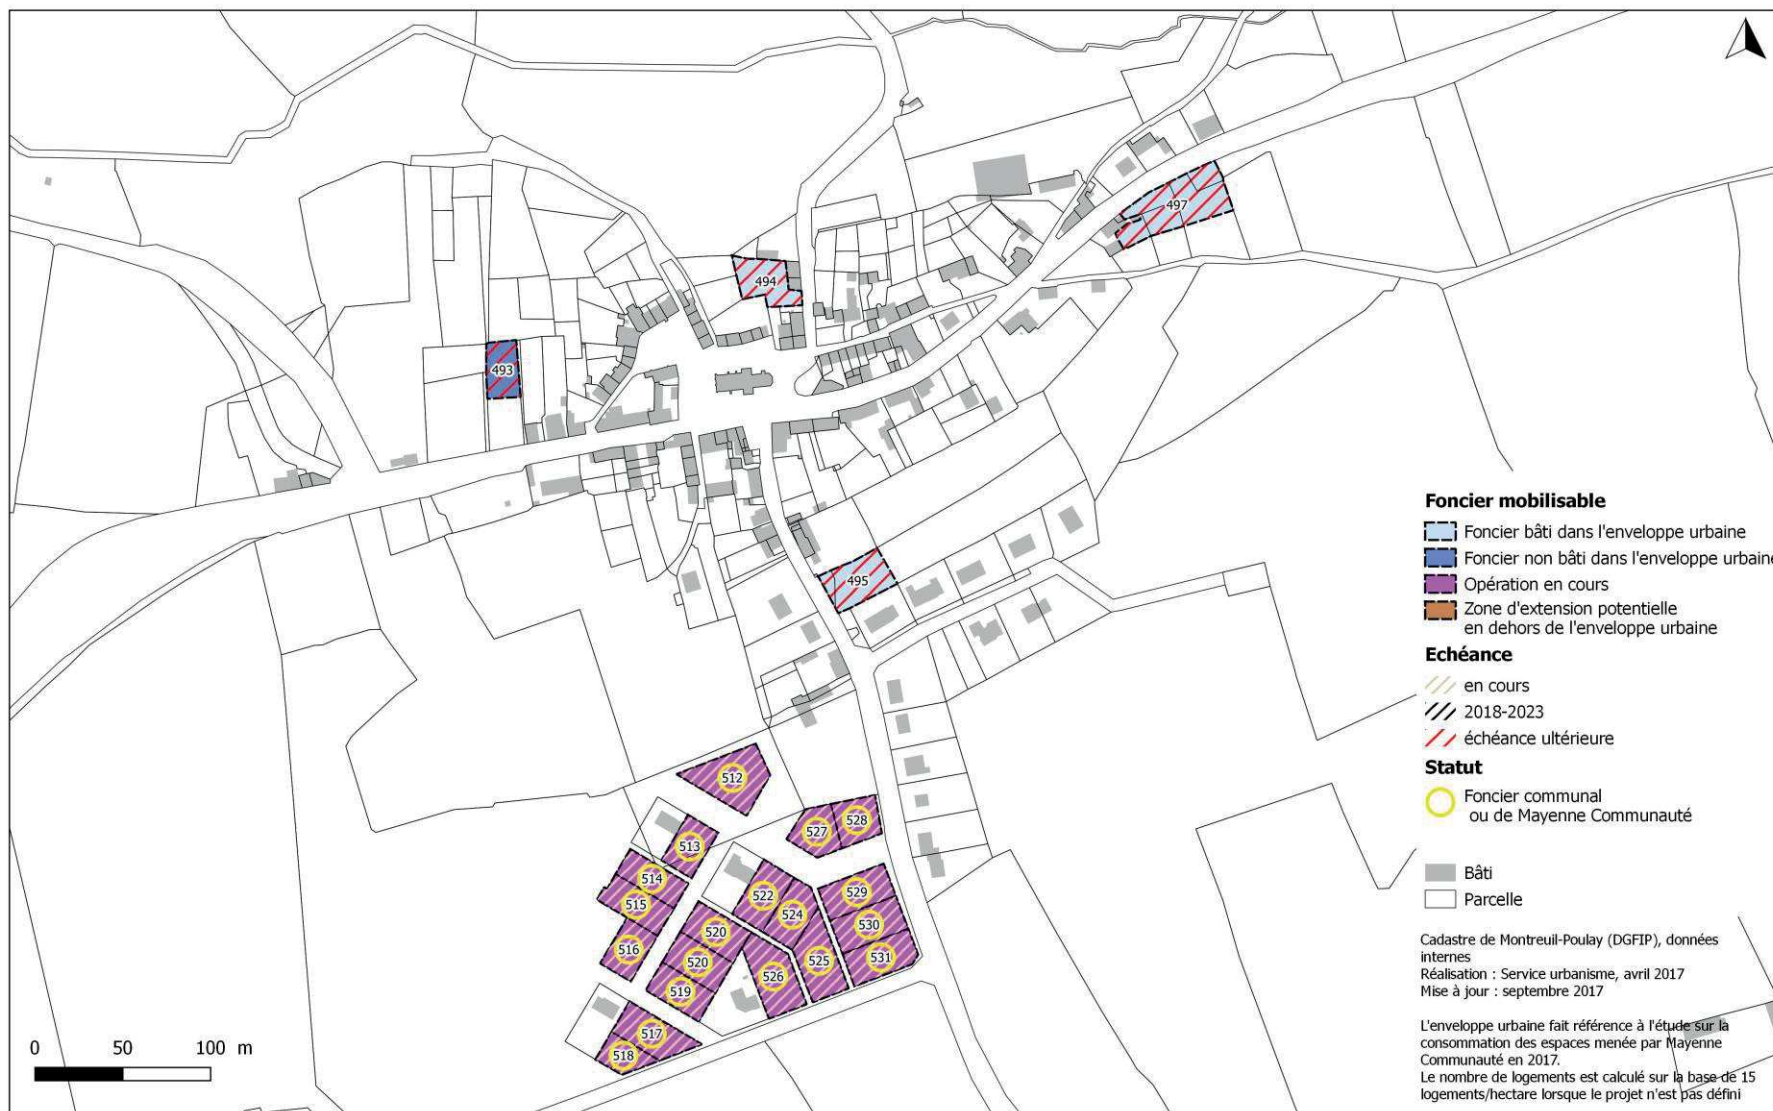 497
494
493
495
512
513
514
515
516
527
528
522
524
529
530
531
520
520
519
525
526
517
518
0 50 100 m
Foncier mobilisable
Foncier bâti dans l'enveloppe urbaine
Foncier non bâti dans l'enveloppe urbaine
Opération en cours
Zone d'extension potentielle
en dehors de l'enveloppe urbaine
Echéance
en cours
2018-2023
échéance ultérieure
Statut
Foncier communal
ou de Mayenne Communauté
Bâti
Parcelle
Cadastre de Montreuil-Poulay (DGFIP), données
internes
Réalisation : Service urbanisme, avril 2017
Mise à jour : septembre 2017
L'enveloppe urbaine fait référence à l'étude sur la
consommation des espaces menée par Mayenne
Communauté en 2017.
Le nombre de logements est calculé sur la base de 15
logements/hectare lorsque le projet n'est pas défini